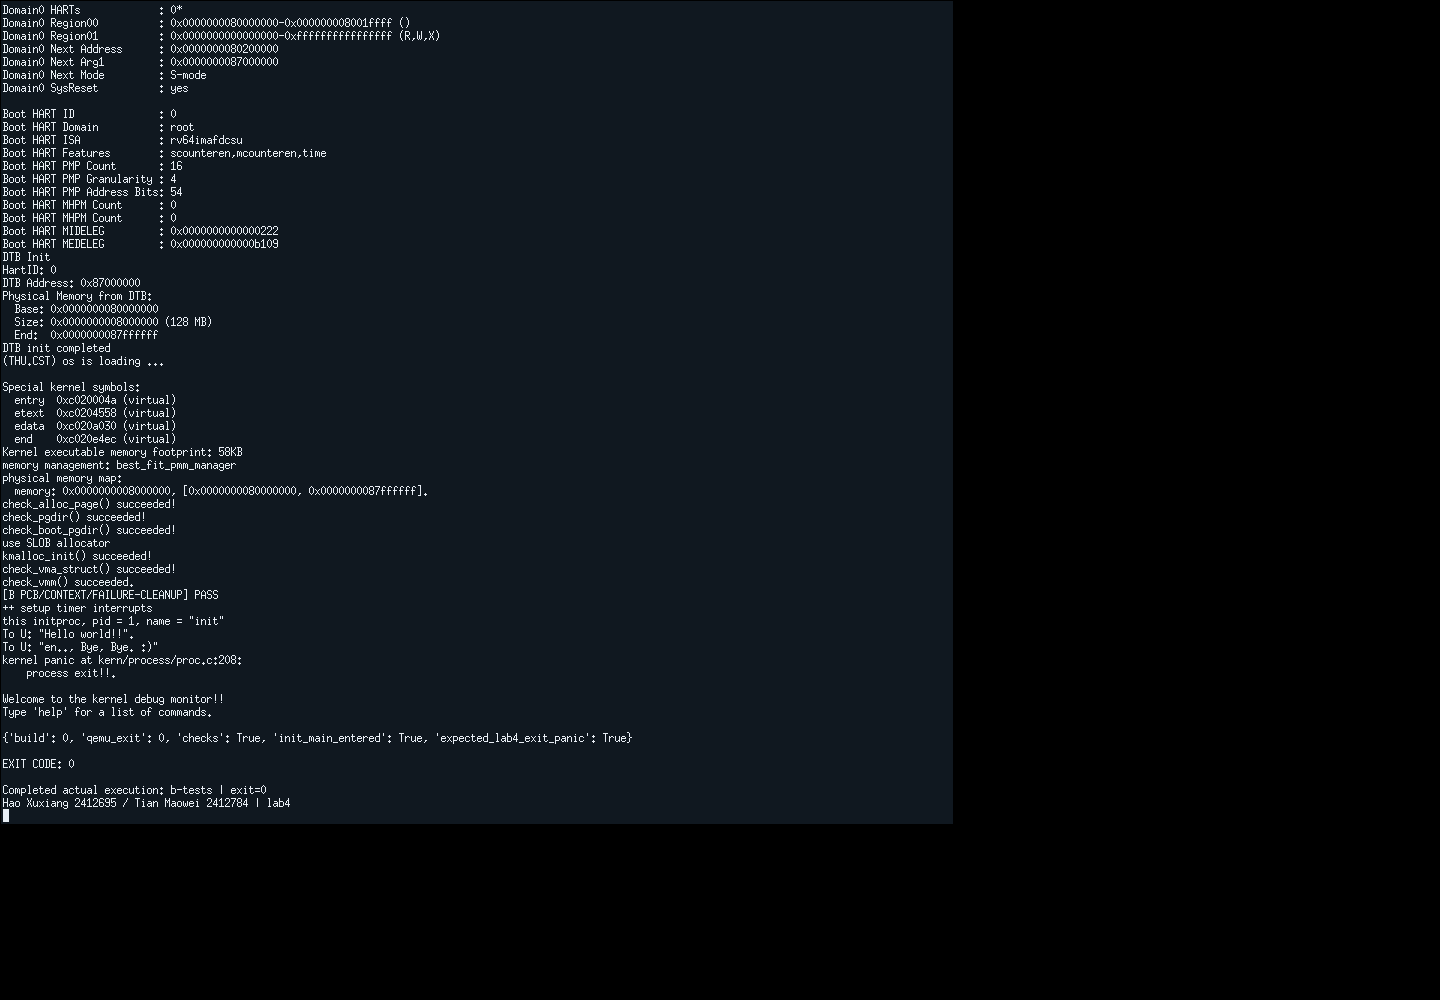 Domain0 HARTs             : 0*
Domain0 Region00          : 0x0000000080000000-0x000000008001ffff ()
Domain0 Region01          : 0x0000000000000000-0xffffffffffffffff (R,W,X)
Domain0 Next Address      : 0x0000000080200000
Domain0 Next Arg1         : 0x0000000087000000
Domain0 Next Mode         : S-mode
Domain0 SysReset          : yes

Boot HART ID              : 0
Boot HART Domain          : root
Boot HART ISA             : rv64imafdcsu
Boot HART Features        : scounteren,mcounteren,time
Boot HART PMP Count       : 16
Boot HART PMP Granularity : 4
Boot HART PMP Address Bits: 54
Boot HART MHPM Count      : 0
Boot HART MHPM Count      : 0
Boot HART MIDELEG         : 0x0000000000000222
Boot HART MEDELEG         : 0x000000000000b109
DTB Init
HartID: 0
DTB Address: 0x87000000
Physical Memory from DTB:
  Base: 0x0000000080000000
  Size: 0x0000000008000000 (128 MB)
  End:  0x0000000087ffffff
DTB init completed
(THU.CST) os is loading ...

Special kernel symbols:
  entry  0xc020004a (virtual)
  etext  0xc0204558 (virtual)
  edata  0xc020a030 (virtual)
  end    0xc020e4ec (virtual)
Kernel executable memory footprint: 58KB
memory management: best_fit_pmm_manager
physical memory map:
  memory: 0x0000000008000000, [0x0000000080000000, 0x0000000087ffffff].
check_alloc_page() succeeded!
check_pgdir() succeeded!
check_boot_pgdir() succeeded!
use SLOB allocator
kmalloc_init() succeeded!
check_vma_struct() succeeded!
check_vmm() succeeded.
[B PCB/CONTEXT/FAILURE-CLEANUP] PASS
++ setup timer interrupts
this initproc, pid = 1, name = "init"
To U: "Hello world!!".
To U: "en.., Bye, Bye. :)"
kernel panic at kern/process/proc.c:208:
    process exit!!.

Welcome to the kernel debug monitor!!
Type 'help' for a list of commands.

{'build': 0, 'qemu_exit': 0, 'checks': True, 'init_main_entered': True, 'expected_lab4_exit_panic': True}

EXIT CODE: 0

Completed actual execution: b-tests | exit=0
Hao Xuxiang 2412695 / Tian Maowei 2412784 | lab4